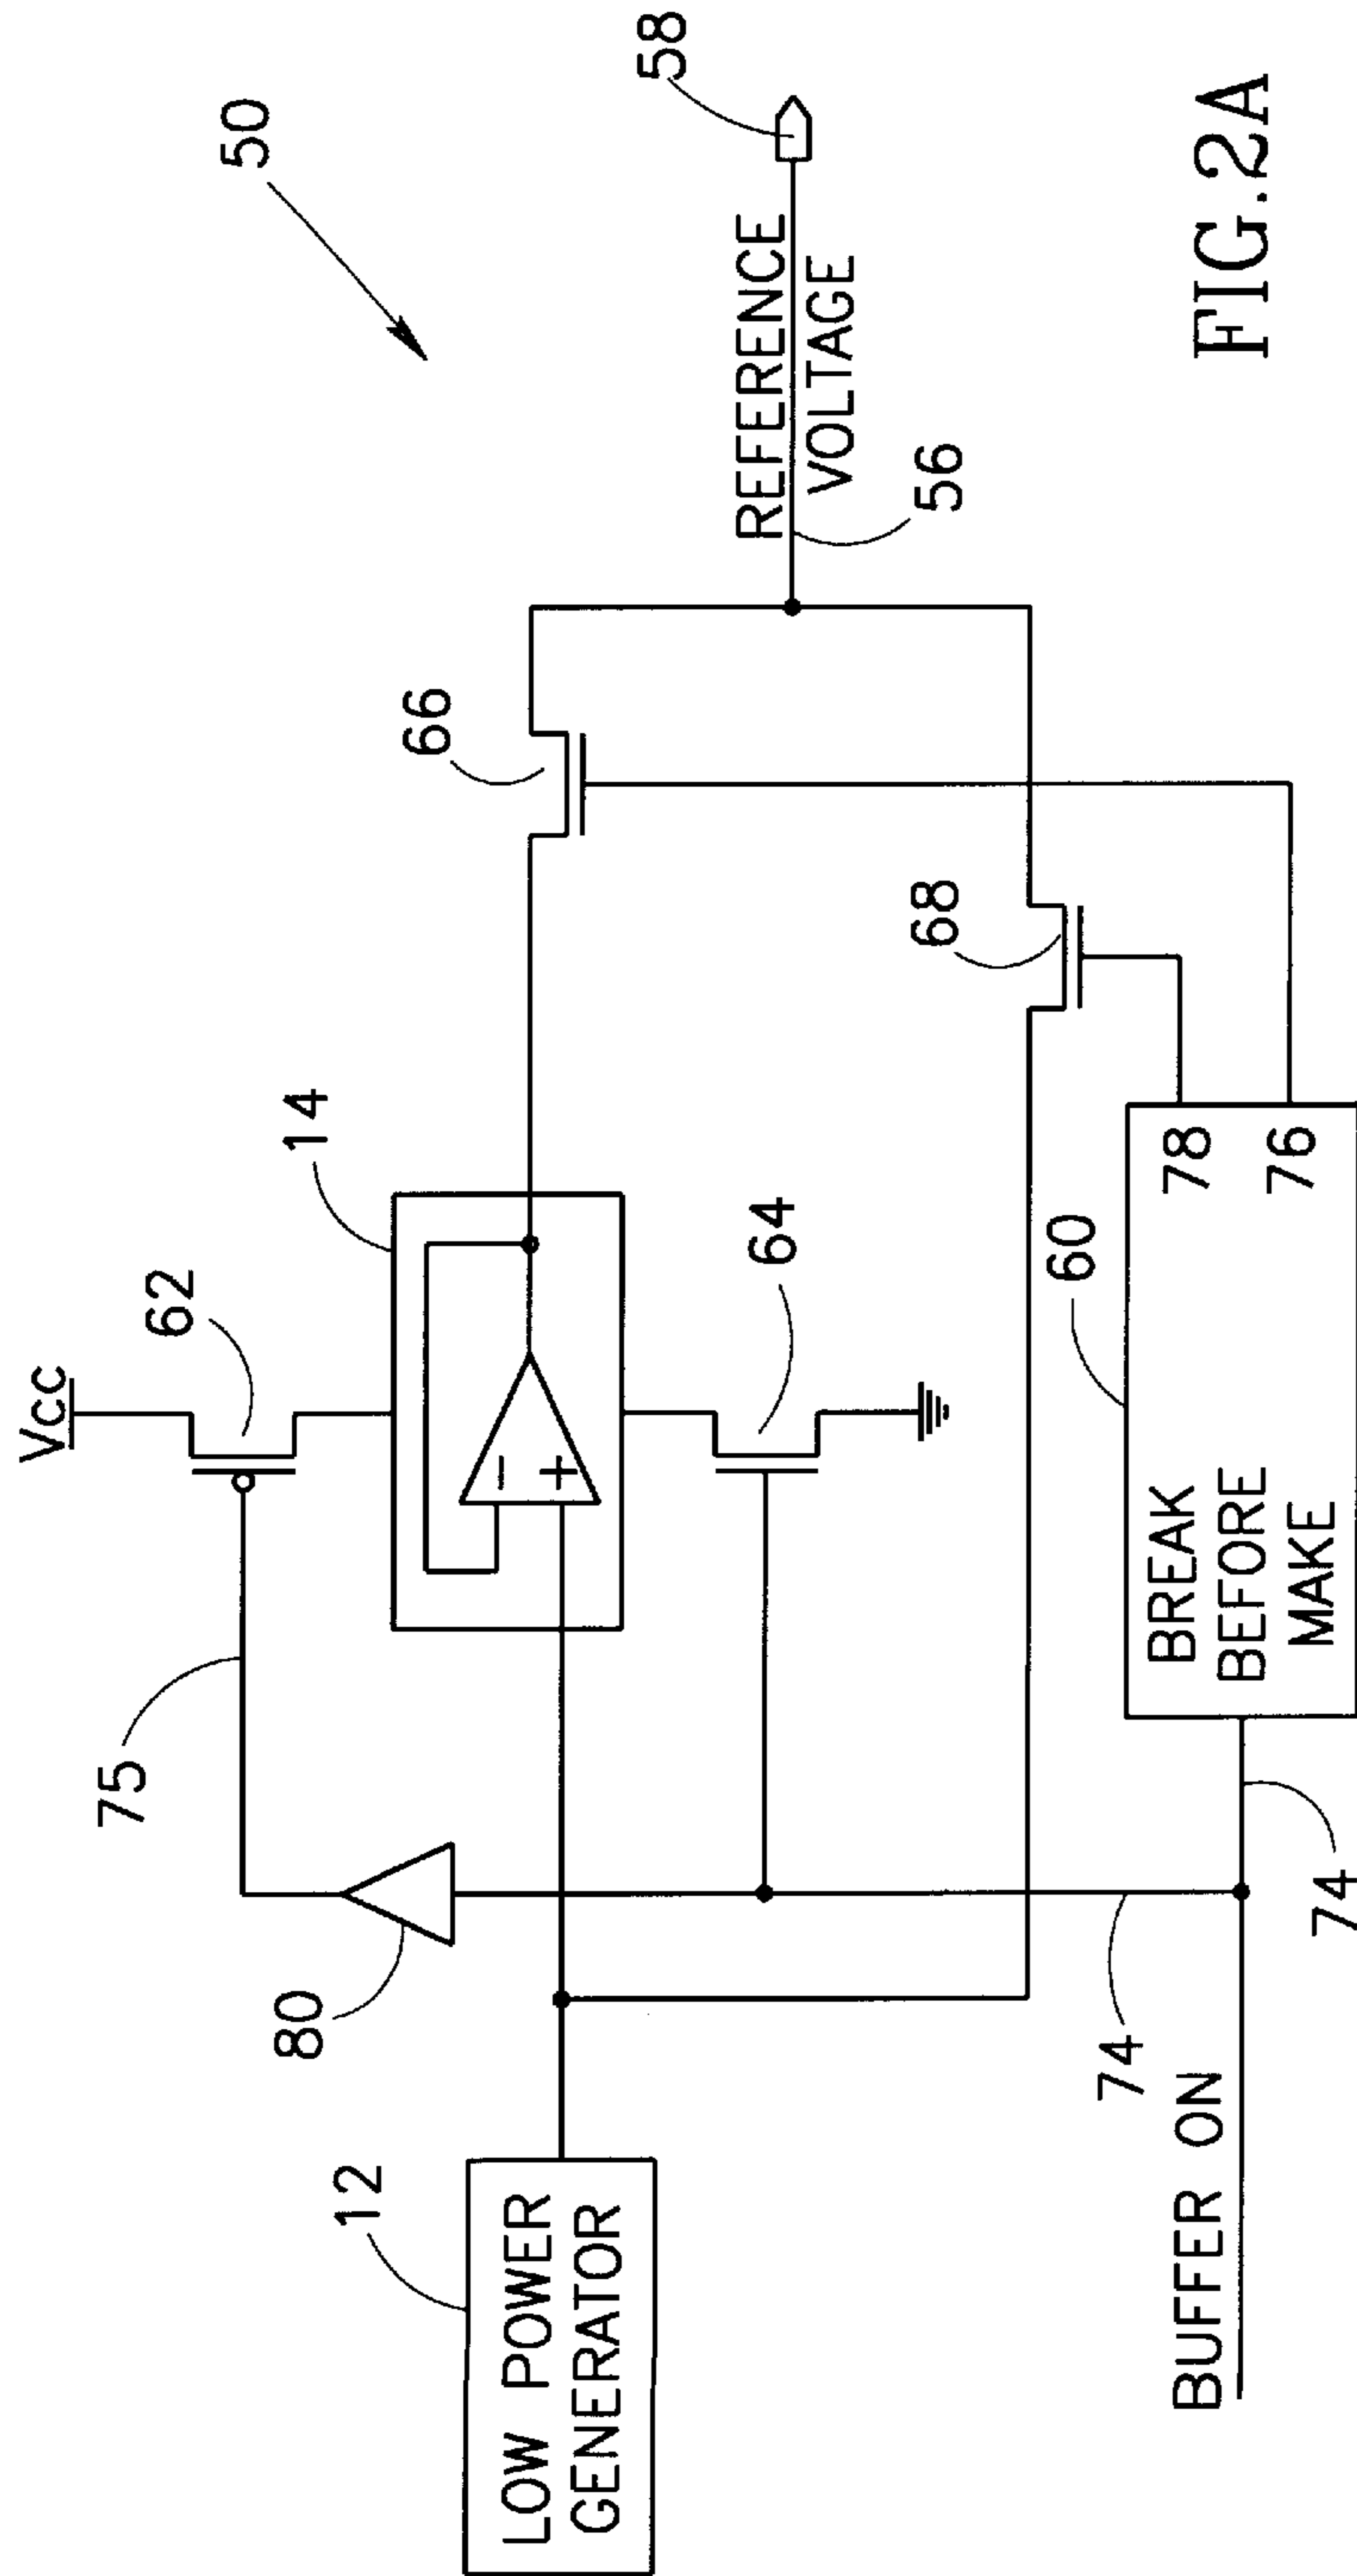 50
Vcc
62
14
66
75
80
12
LOW POWER
GENERATOR
64
68
REFERENCE
VOLTAGE
58
56
-
+
60
BREAK
BEFORE
MAKE
78
76
74
74
BUFFER ON
FIG.2A